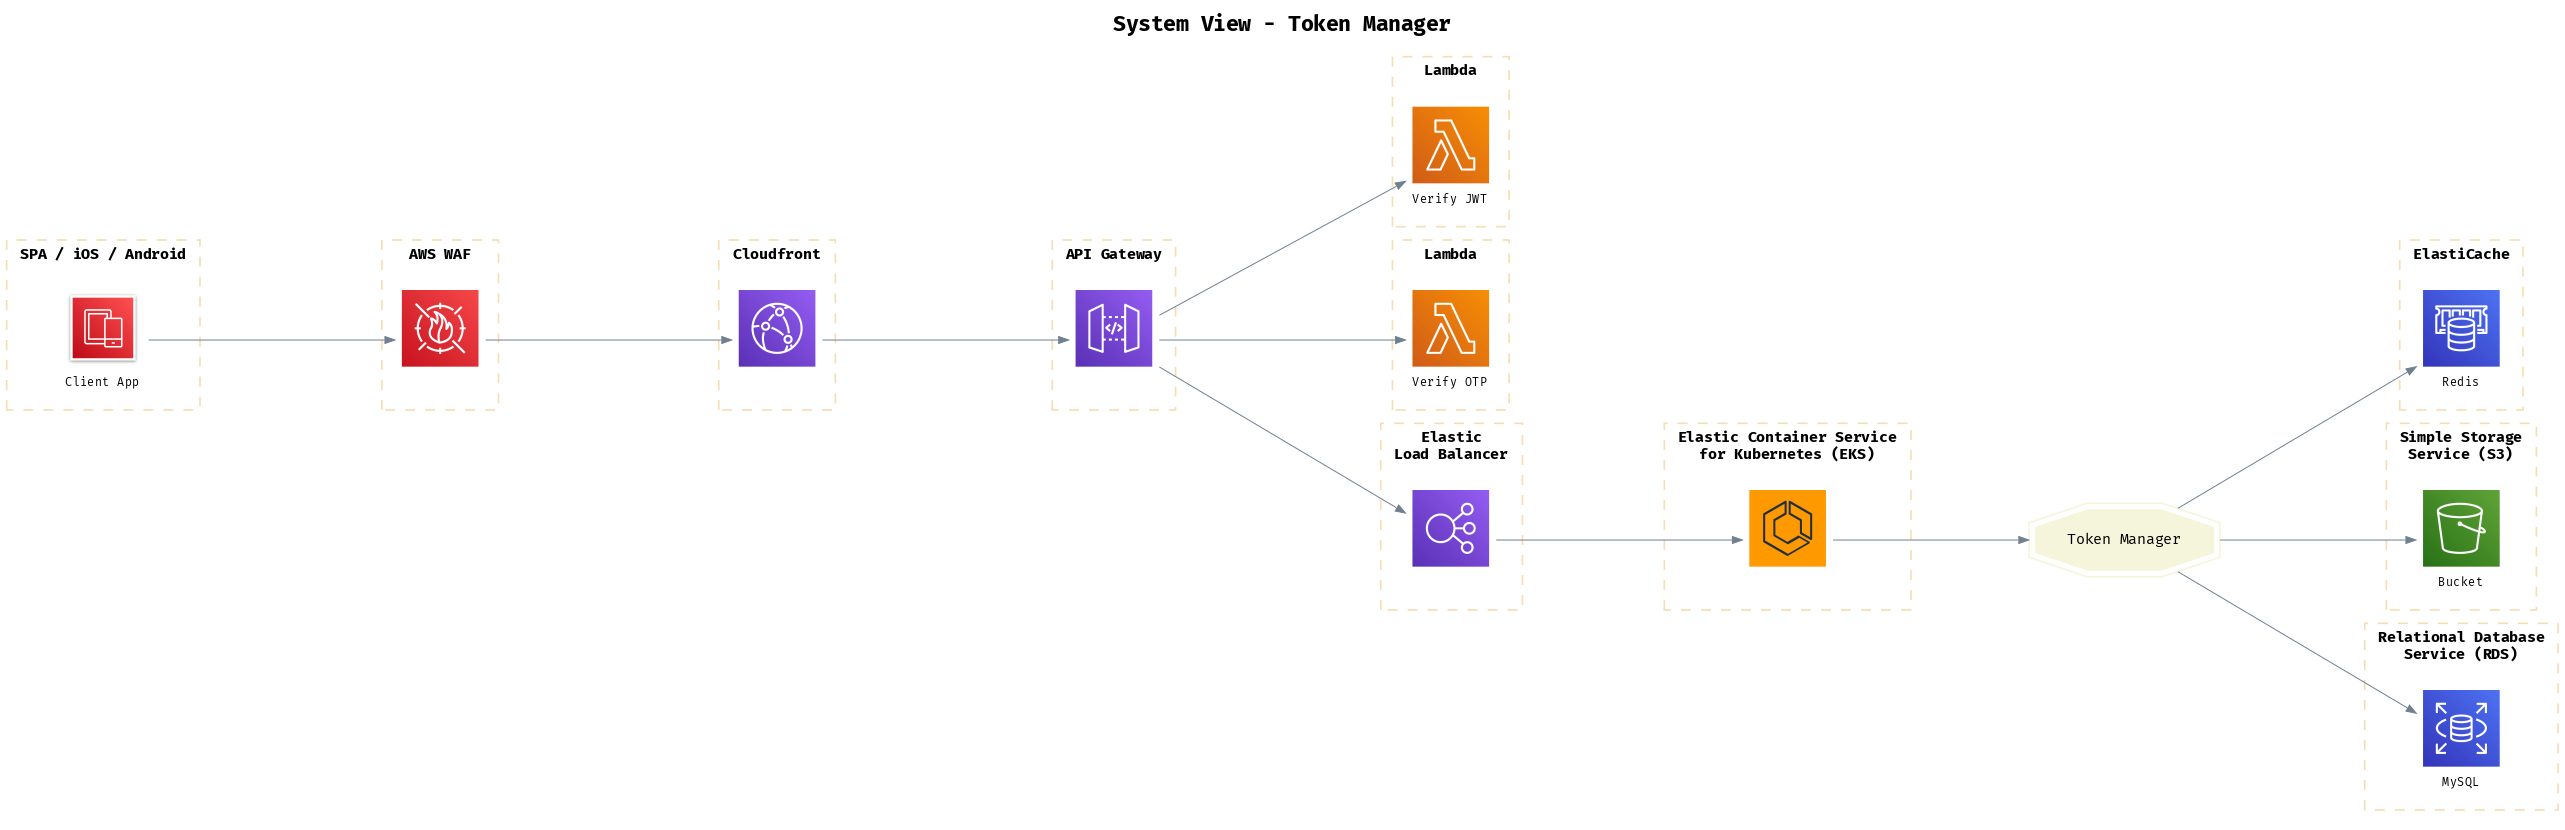 System View - Token Manager
Lambda
Verify JWT
SPA / iOS / Android
Client App
AWS WAF
Cloudfront
API Gateway
Lambda
Verify OTP
ElastiCache
Redis
Elastic
Load Balancer
Elastic Container Service
for Kubernetes (EKS)
Token Manager
Simple Storage
Service (S3)
Bucket
Relational Database
Service (RDS)
MySQL